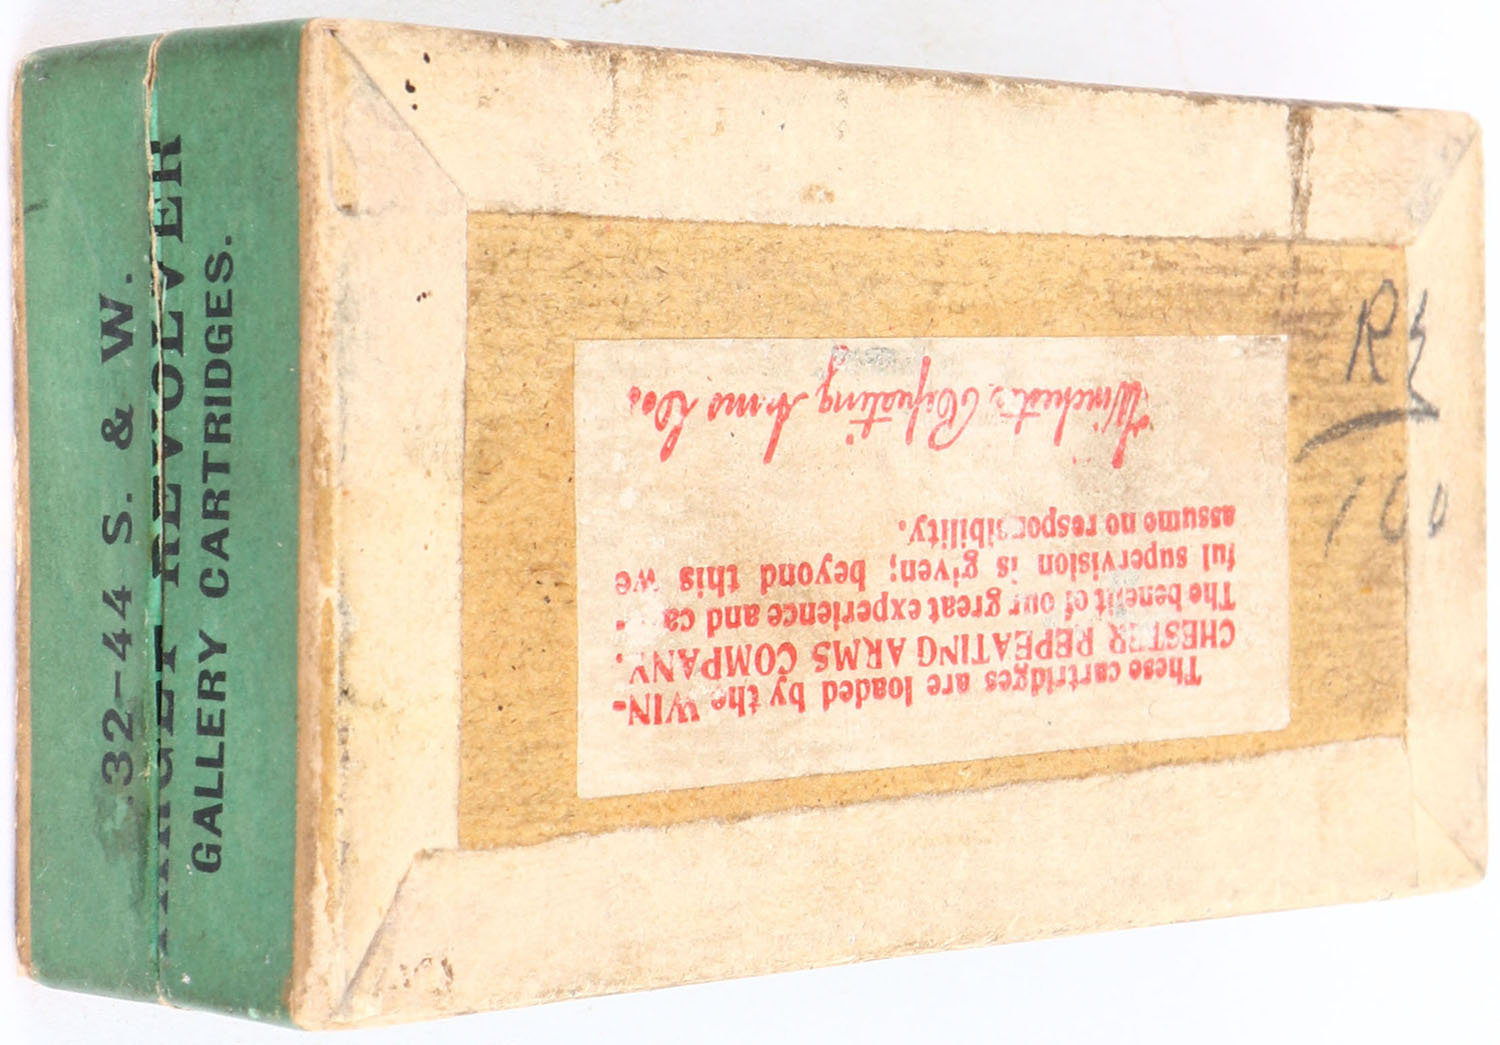 .32-44 S. & W.
TARGET REVOLVER
GALLERY CARTRIDGES.
These cartridges are loaded by the WIN-
CHESTER REPEATING ARMS COMPANY.
The benefit of our great experience and ca -
ful supervision is given; beyond this we
assume no responsibility.
Winchester Repeating Arms Co.
100